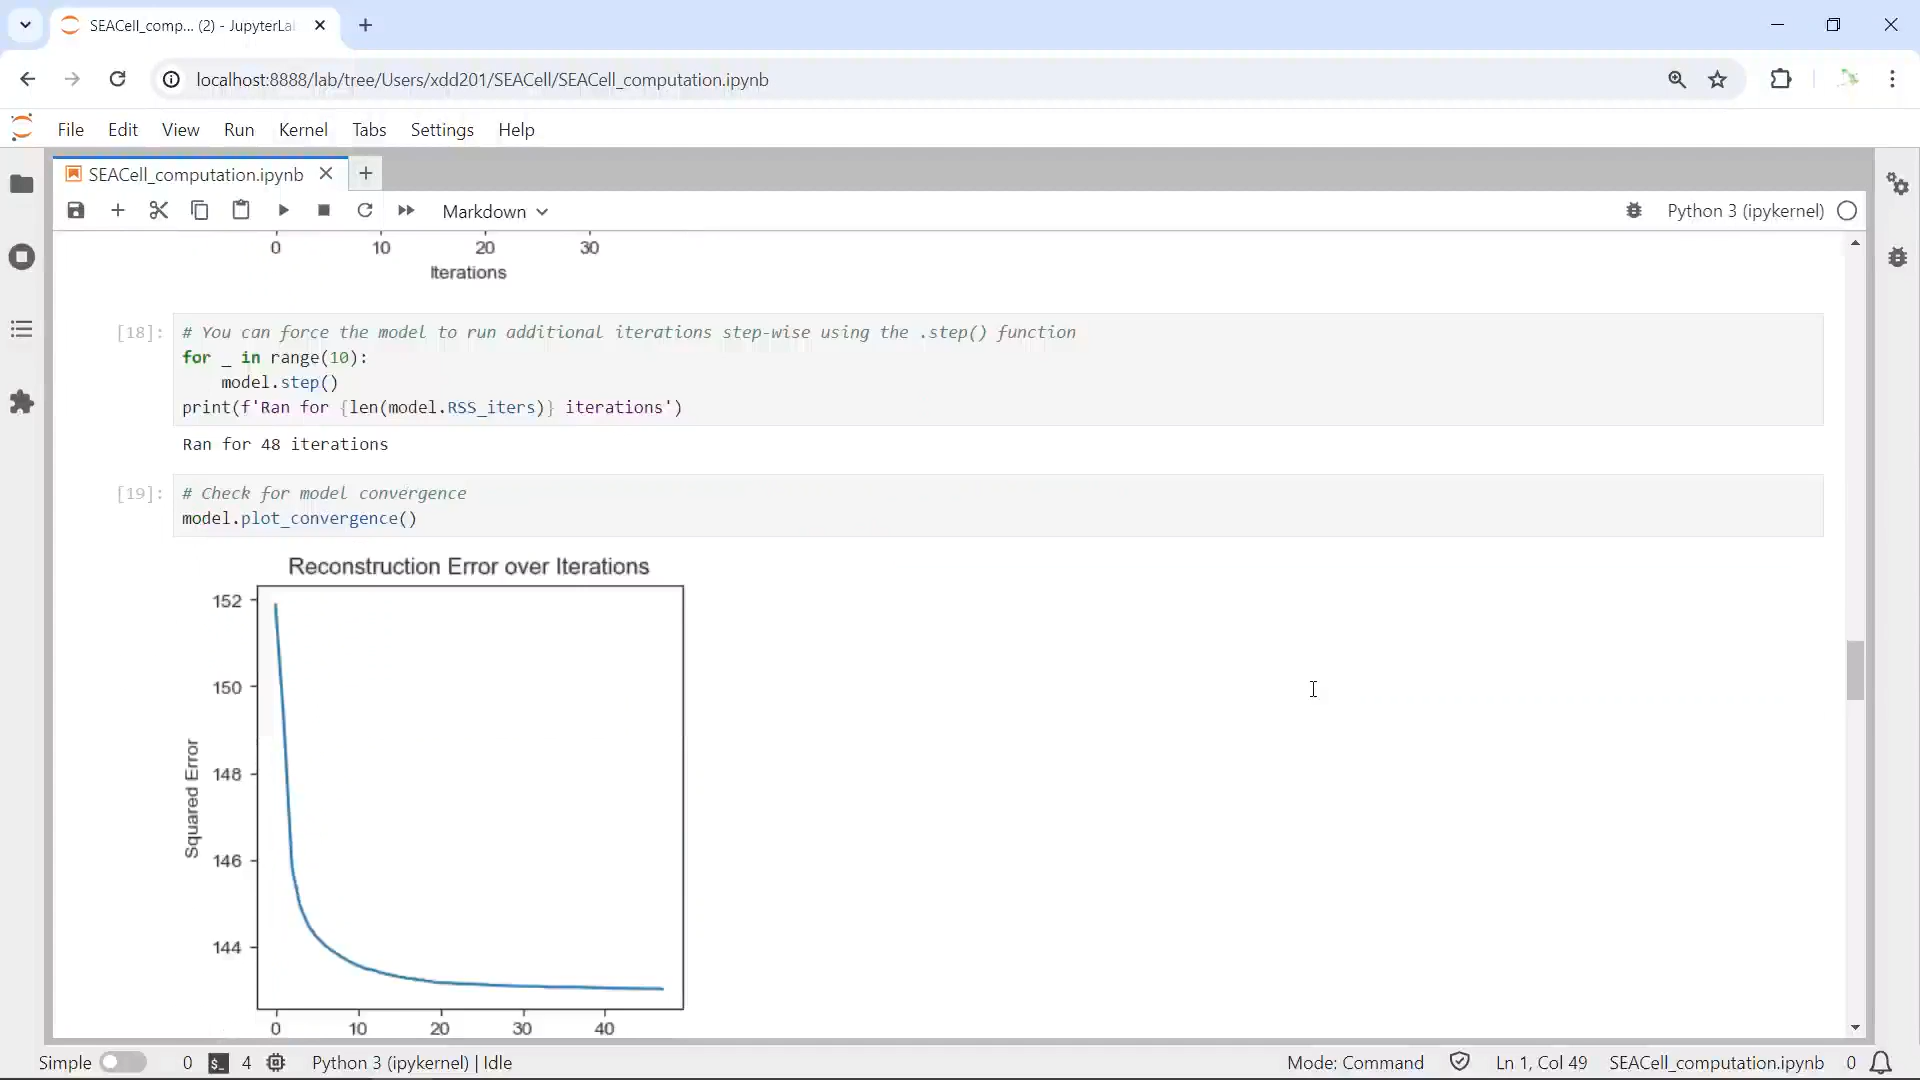 SEACell_comp... (2) - JupyterLa
localhost:8888/lab/tree/Users/xdd201/SEACell/SEACell_computation.ipynb
File Edit View Run Kernel Tabs Settings Help
SEACell_computation.ipynb
Markdown
Python 3 (ipykernel)
0 10 20 30
Iterations
[18]: # You can force the model to run additional iterations step-wise using the .step() function
for _ in range(10):
model.step()
print(f'Ran for {len(model.RSS_iters)} iterations')
Ran for 48 iterations
[19]: # Check for model convergence
model.plot_convergence()
Reconstruction Error over Iterations
152
150
148
146
144
Squared Error
0 10 20 30 40
Simple 0 $_ 4 Python 3 (ipykernel) | Idle Mode: Command Ln 1, Col 49 SEACell_computation.ipynb 0